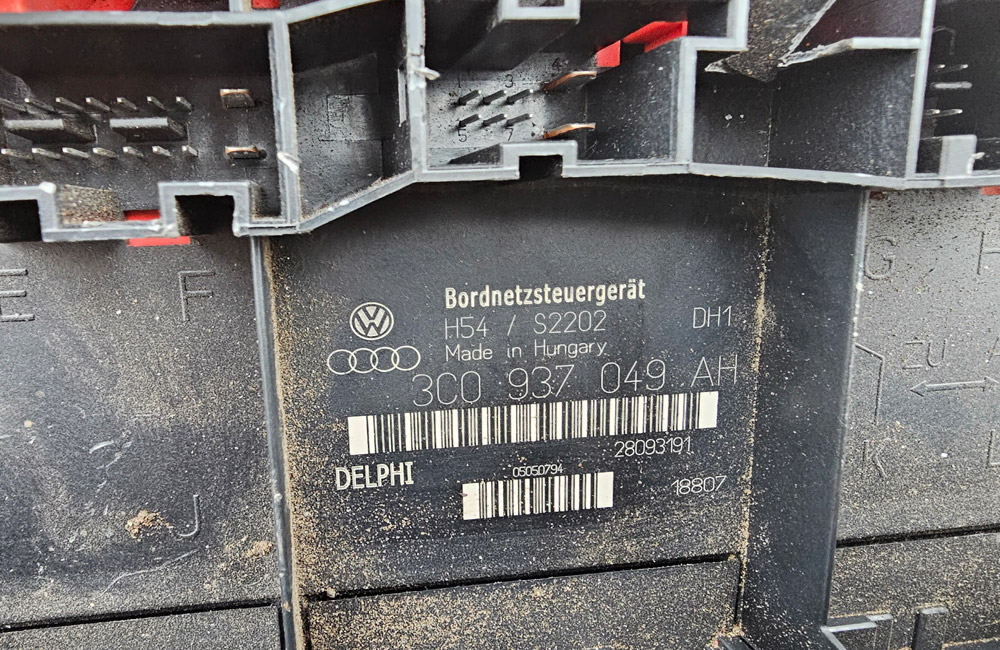 3 4
5 7
E F
G H
Bordnetzsteuergerät
H54 / S2202 DH1
Made in Hungary
zu A
3C0 937 049 AH
28093191
DELPHI
05050794
18807
K L
J